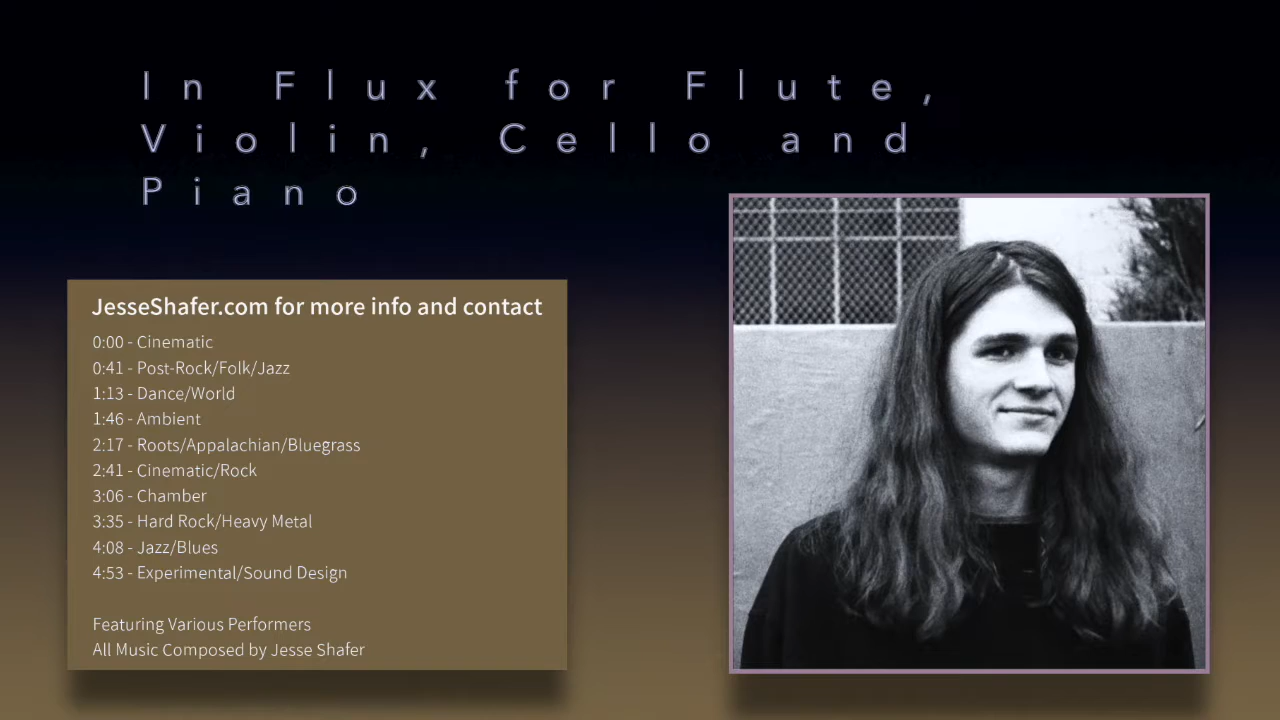 In Flux for Flute,
Violin, Cello and
Piano
JesseShafer.com for more info and contact
0:00 - Cinematic
0:41 - Post-Rock/Folk/Jazz
1:13 - Dance/World
1:46 - Ambient
2:17 - Roots/Appalachian/Bluegrass
2:41 - Cinematic/Rock
3:06 - Chamber
3:35 - Hard Rock/Heavy Metal
4:08 - Jazz/Blues
4:53 - Experimental/Sound Design
Featuring Various Performers
All Music Composed by Jesse Shafer